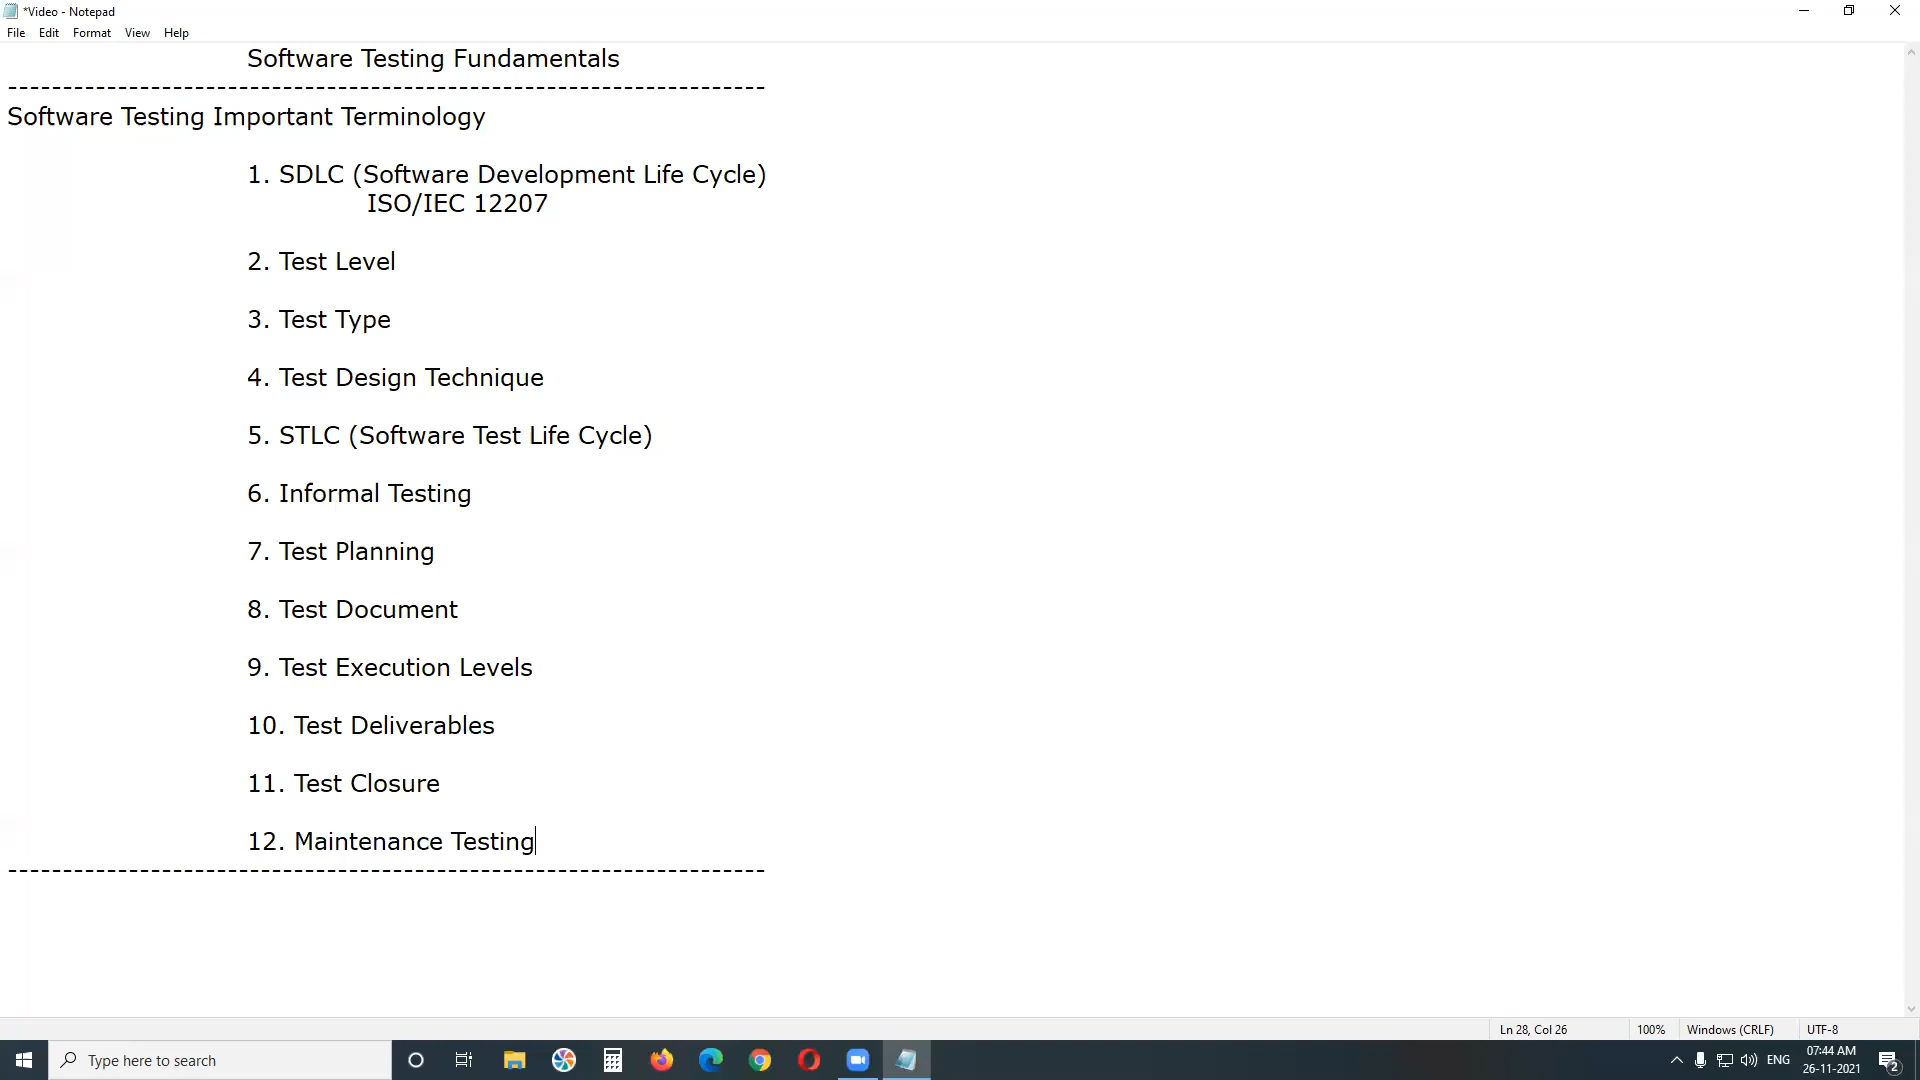 *Video - Notepad
File Edit Format View Help
Software Testing Fundamentals
---------------------------------------------------------------------
Software Testing Important Terminology
1. SDLC (Software Development Life Cycle)
ISO/IEC 12207
2. Test Level
3. Test Type
4. Test Design Technique
5. STLC (Software Test Life Cycle)
6. Informal Testing
7. Test Planning
8. Test Document
9. Test Execution Levels
10. Test Deliverables
11. Test Closure
12. Maintenance Testing
---------------------------------------------------------------------
Ln 28, Col 26 100% Windows (CRLF) UTF-8
Type here to search ENG 07:44 AM
26-11-2021 2